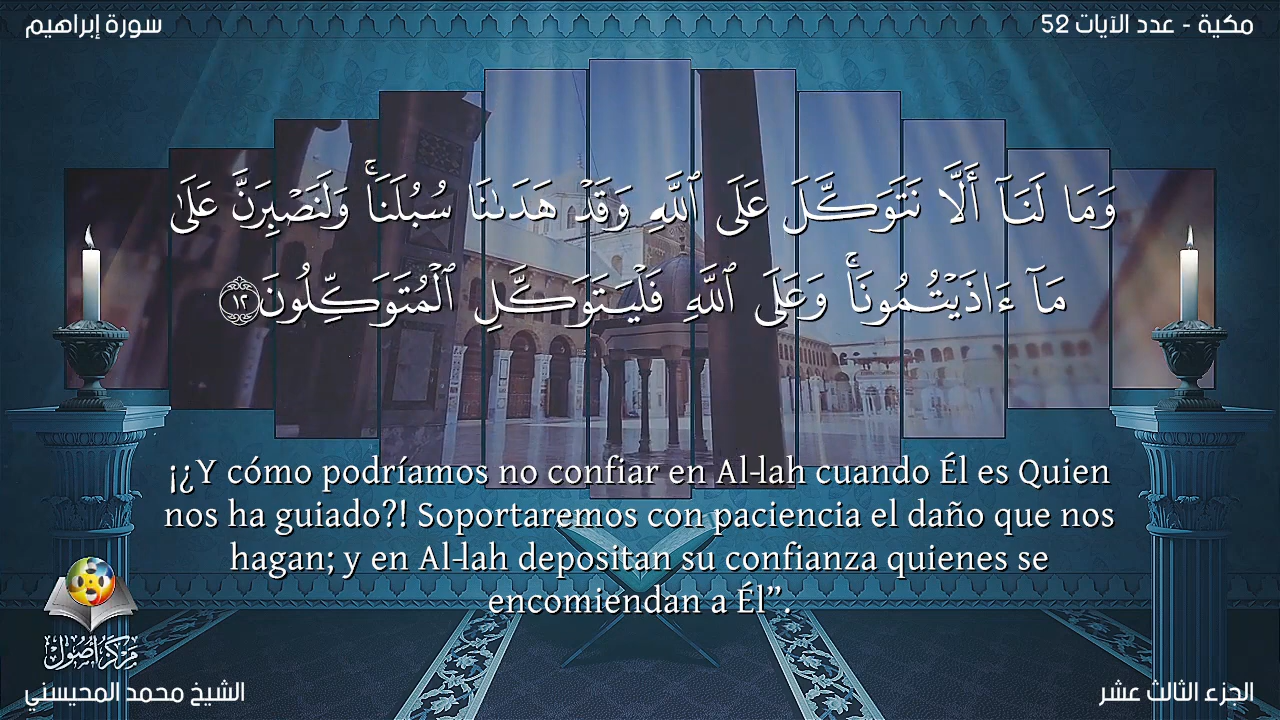 سورة إبراهيم
مكية - عدد الآيات 52
وَمَا لَنَآ أَلَّا نَتَوَكَّلَ عَلَى ٱللَّهِ وَقَدْ هَدَىٰنَا سُبُلَنَاۚ وَلَنَصْبِرَنَّ عَلَىٰ
مَآ ءَاذَيْتُمُونَاۚ وَعَلَى ٱللَّهِ فَلْيَتَوَكَّلِ ٱلْمُتَوَكِّلُونَ ١٢
¡¿Y cómo podríamos no confiar en Al-lah cuando Él es Quien
nos ha guiado?! Soportaremos con paciencia el daño que nos
hagan; y en Al-lah depositan su confianza quienes se
encomiendan a Él”.
مركز أصول
الشيخ محمد المحيسني
الجزء الثالث عشر